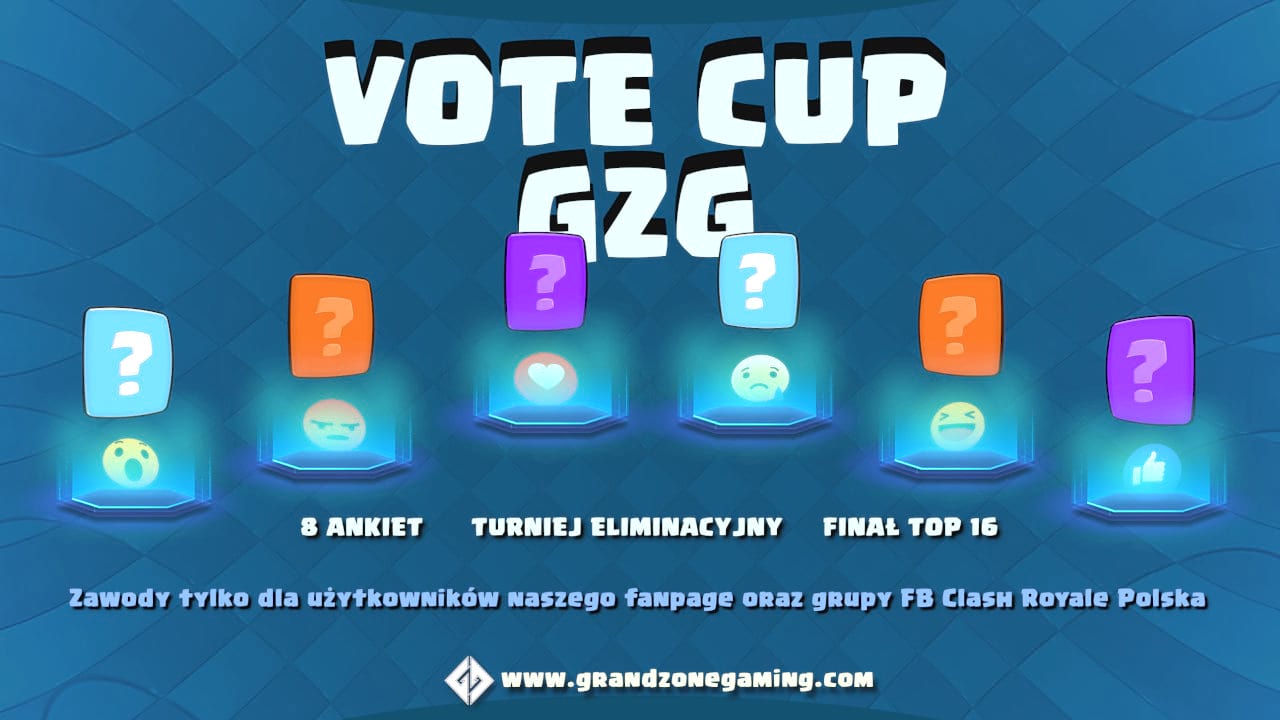 VOTE CUP
GZG
? ? ? ? ? ?
8 ANKIET TURNIEJ ELIMINACYJNY FINAŁ TOP 16
Zawody tylko dla użytkowników naszego fanpage oraz grupy FB Clash Royale Polska
www.grandzonegaming.com